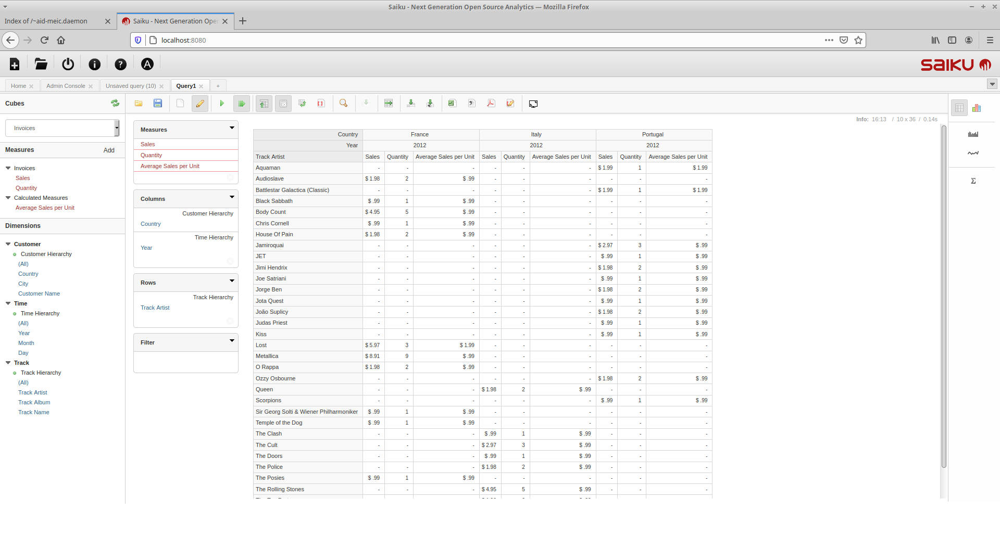 Saiku - Next Generation Open Source Analytics — Mozilla Firefox
Index of /~aid-meic.daemon
Saiku - Next Generation Ope
localhost:8080
saiku
Home
Admin Console
Unsaved query (10)
Query1
Cubes
Invoices
Measures Add
Invoices
Sales
Quantity
Calculated Measures
Average Sales per Unit
Dimensions
Customer
Customer Hierarchy
(All)
Country
City
Customer Name
Time
Time Hierarchy
(All)
Year
Month
Day
Track
Track Hierarchy
(All)
Track Artist
Track Album
Track Name
Measures
Sales
Quantity
Average Sales per Unit
Columns
Customer Hierarchy
Country
Time Hierarchy
Year
Rows
Track Hierarchy
Track Artist
Filter
Info: 16:13 / 10 x 36 / 0.14s
Country France Italy Portugal
Year 2012 2012 2012
Track Artist Sales Quantity Average Sales per Unit Sales Quantity Average Sales per Unit Sales Quantity Average Sales per Unit
Aquaman - - - - - - $ 1.99 1 $ 1.99
Audioslave $ 1.98 2 $ .99 - - - - - -
Battlestar Galactica (Classic) - - - - - - $ 1.99 1 $ 1.99
Black Sabbath $ .99 1 $ .99 - - - - - -
Body Count $ 4.95 5 $ .99 - - - - - -
Chris Cornell $ .99 1 $ .99 - - - - - -
House Of Pain $ 1.98 2 $ .99 - - - - - -
Jamiroquai - - - - - - $ 2.97 3 $ .99
JET - - - - - - $ .99 1 $ .99
Jimi Hendrix - - - - - - $ 1.98 2 $ .99
Joe Satriani - - - - - - $ .99 1 $ .99
Jorge Ben - - - - - - $ 1.98 2 $ .99
Jota Quest - - - - - - $ .99 1 $ .99
João Suplicy - - - - - - $ 1.98 2 $ .99
Judas Priest - - - - - - $ .99 1 $ .99
Kiss - - - - - - $ .99 1 $ .99
Lost $ 5.97 3 $ 1.99 - - - - - -
Metallica $ 8.91 9 $ .99 - - - - - -
O Rappa $ 1.98 2 $ .99 - - - - - -
Ozzy Osbourne - - - - - - $ 1.98 2 $ .99
Queen - - - $ 1.98 2 $ .99 - - -
Scorpions - - - - - - $ .99 1 $ .99
Sir Georg Solti & Wiener Philharmoniker $ .99 1 $ .99 - - - - - -
Temple of the Dog $ .99 1 $ .99 - - - - - -
The Clash - - - $ .99 1 $ .99 - - -
The Cult - - - $ 2.97 3 $ .99 - - -
The Doors - - - $ .99 1 $ .99 - - -
The Police - - - $ 1.98 2 $ .99 - - -
The Posies $ .99 1 $ .99 - - - - - -
The Rolling Stones - - - $ 4.95 5 $ .99 - - -